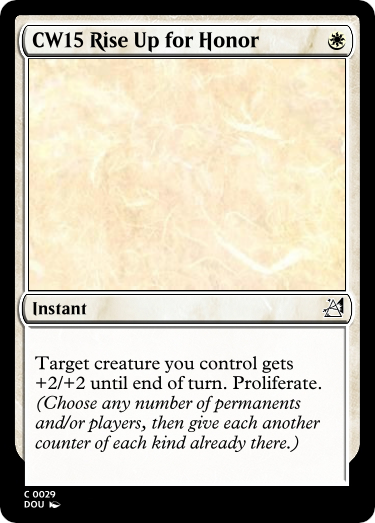 CW15 Rise Up for Honor
Instant
Target creature you control gets
+2/+2 until end of turn. Proliferate.
(Choose any number of permanents
and/or players, then give each another
counter of each kind already there.)
C 0029
DOU